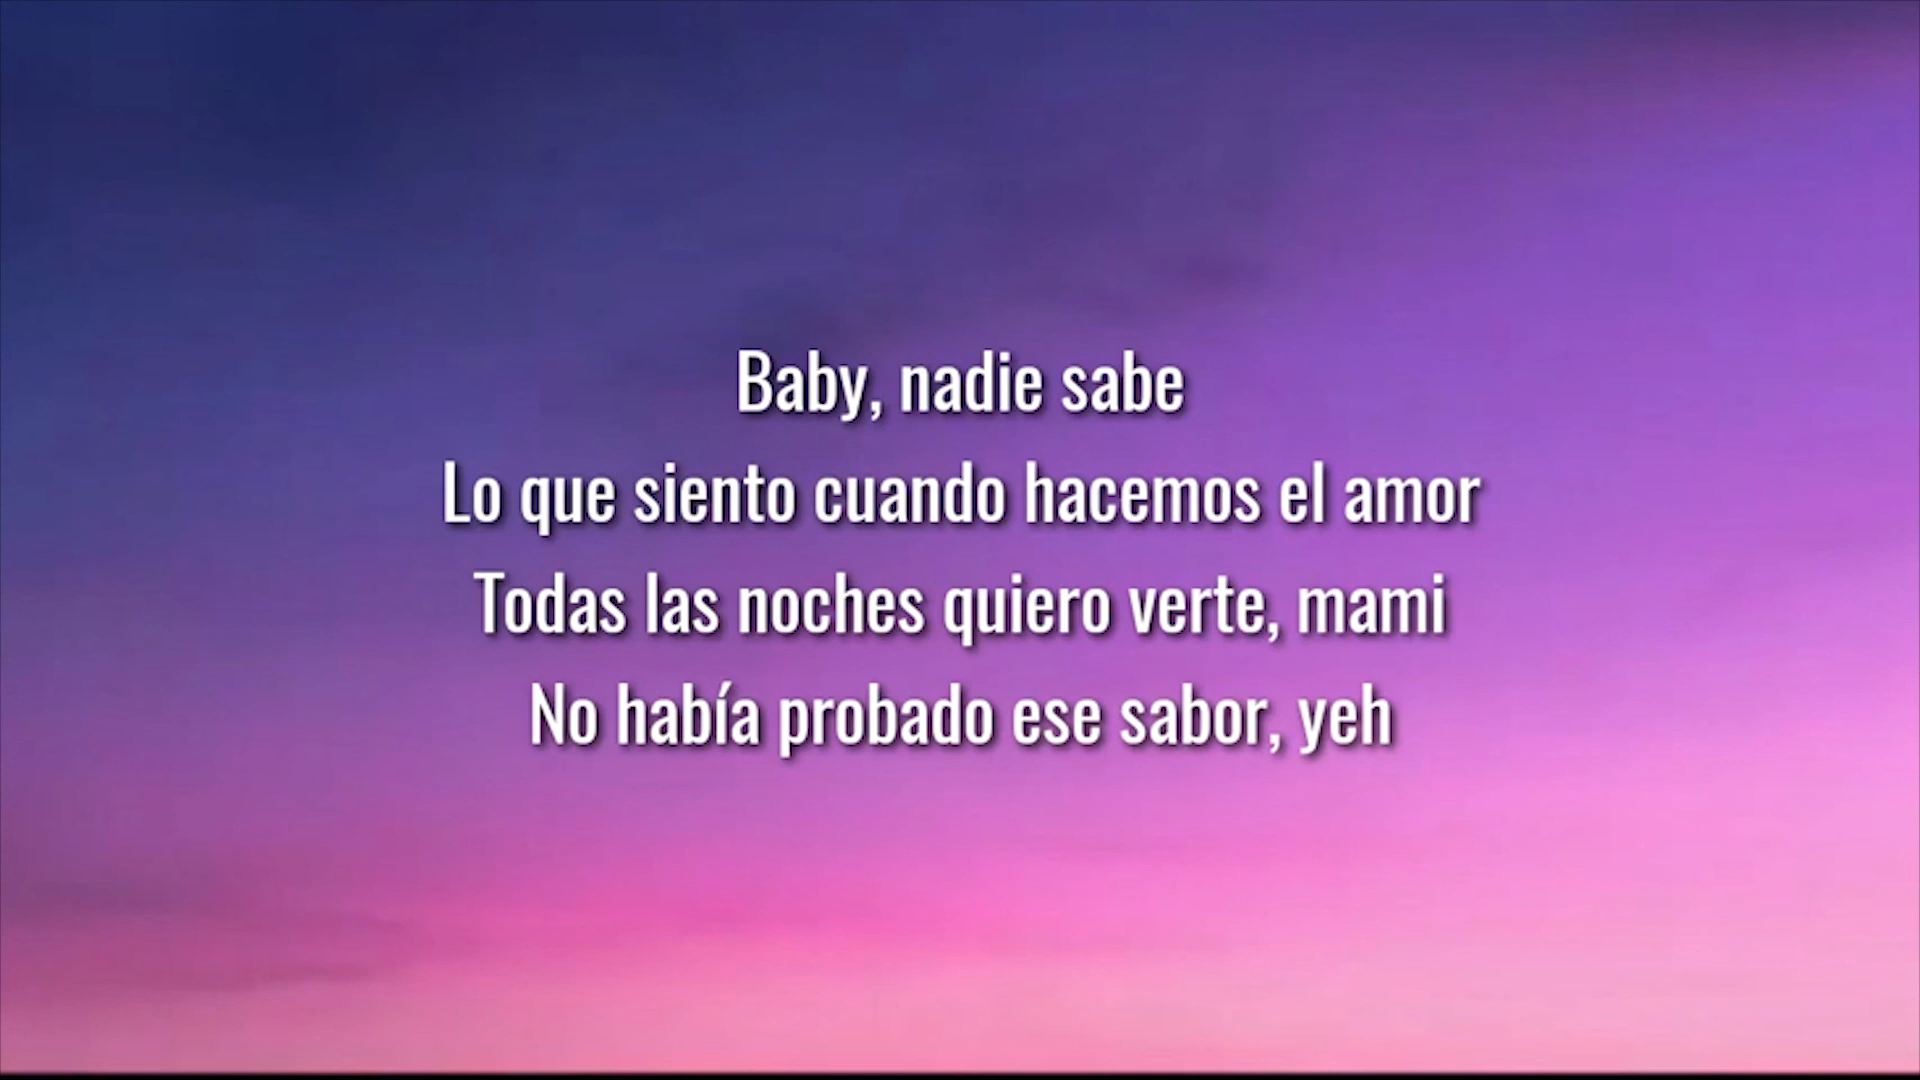 Baby, nadie sabe
Lo que siento cuando hacemos el amor
Todas las noches quiero verte, mami
No había probado ese sabor, yeh